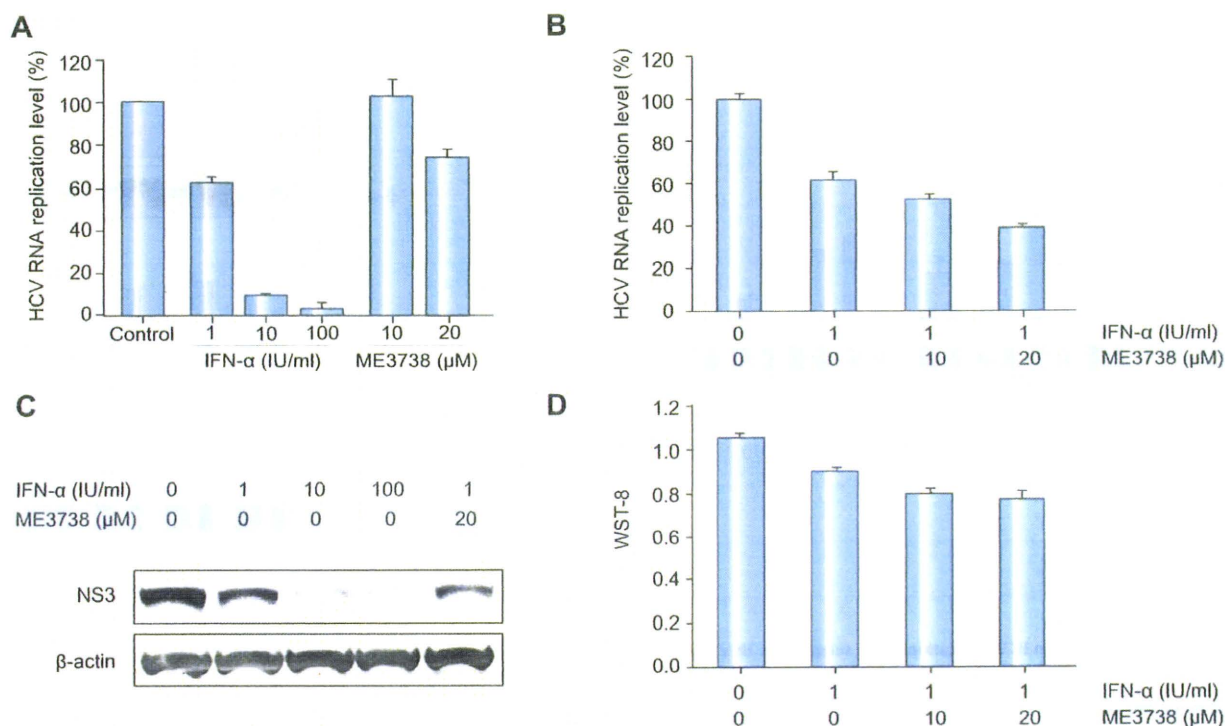 A
HCV RNA replication level (%)
120
100
80
60
40
20
0
Control 1 10 100 10 20
IFN-α (IU/ml) ME3738 (μM)
B
HCV RNA replication level (%)
120
100
80
60
40
20
0
0 1 1 1 IFN-α (IU/ml)
0 0 10 20 ME3738 (μM)
C
IFN-α (IU/ml) 0 1 10 100 1
ME3738 (μM) 0 0 0 0 20
NS3
β-actin
D
WST-8
1.2
1.0
0.8
0.6
0.4
0.2
0.0
0 1 1 1 IFN-α (IU/ml)
0 0 10 20 ME3738 (μM)